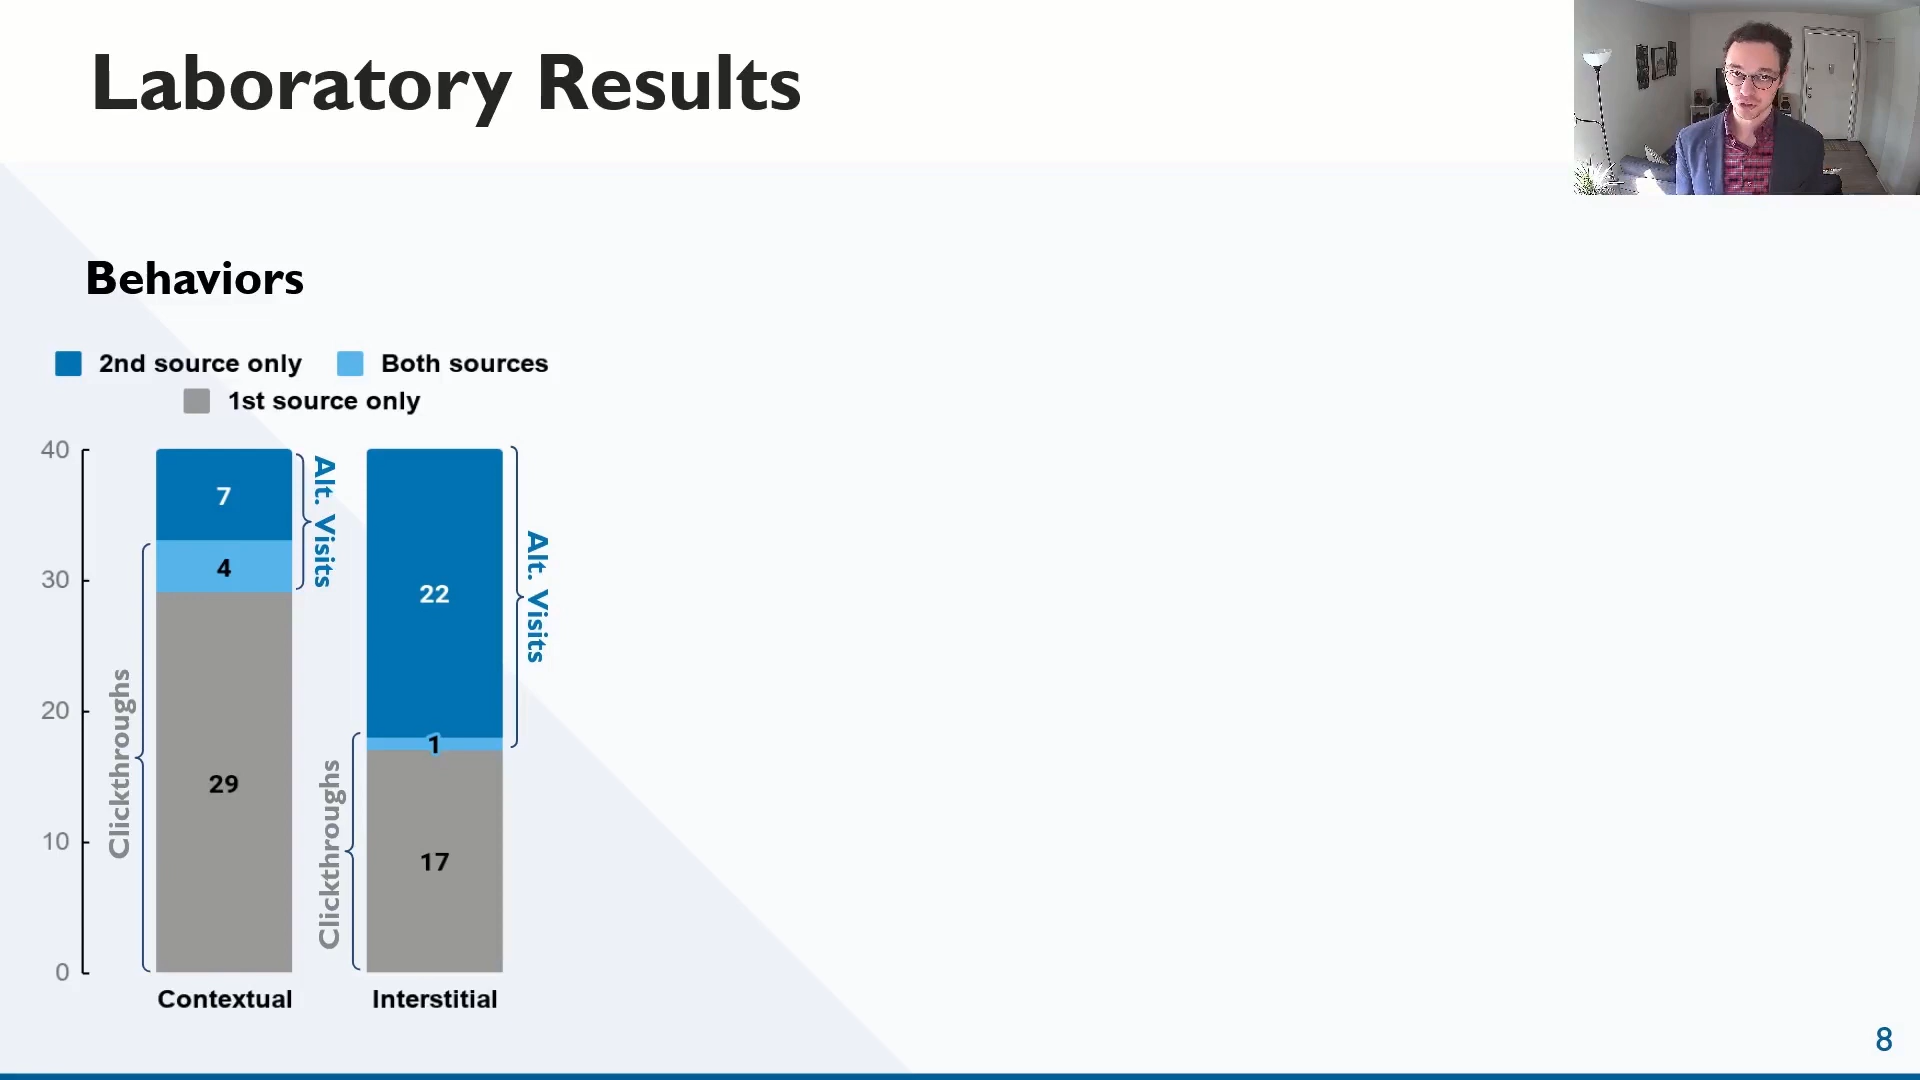 Laboratory Results
Behaviors
2nd source only
Both sources
1st source only
40
30
20
10
0
7
4
29
Clickthroughs
Alt. Visits
22
1
17
Clickthroughs
Alt. Visits
Contextual
Interstitial
8